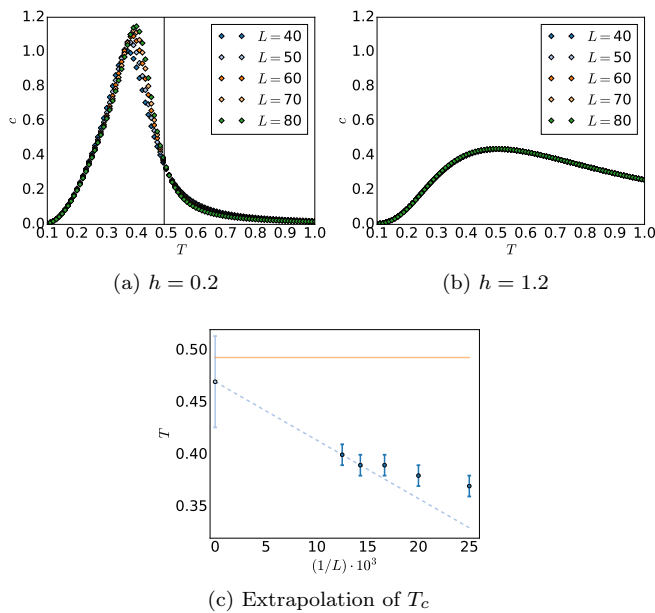 1.2
1.0
0.8
0.6
0.4
0.2
0.0
c
0.1 0.2 0.3 0.4 0.5 0.6 0.7 0.8 0.9 1.0
T
L = 40
L = 50
L = 60
L = 70
L = 80
(a) h = 0.2
1.2
1.0
0.8
0.6
0.4
0.2
0.0
c
0.1 0.2 0.3 0.4 0.5 0.6 0.7 0.8 0.9 1.0
T
L = 40
L = 50
L = 60
L = 70
L = 80
(b) h = 1.2
0.50
0.45
0.40
0.35
T
0 5 10 15 20 25
(1/L) · 10³
(c) Extrapolation of T_c